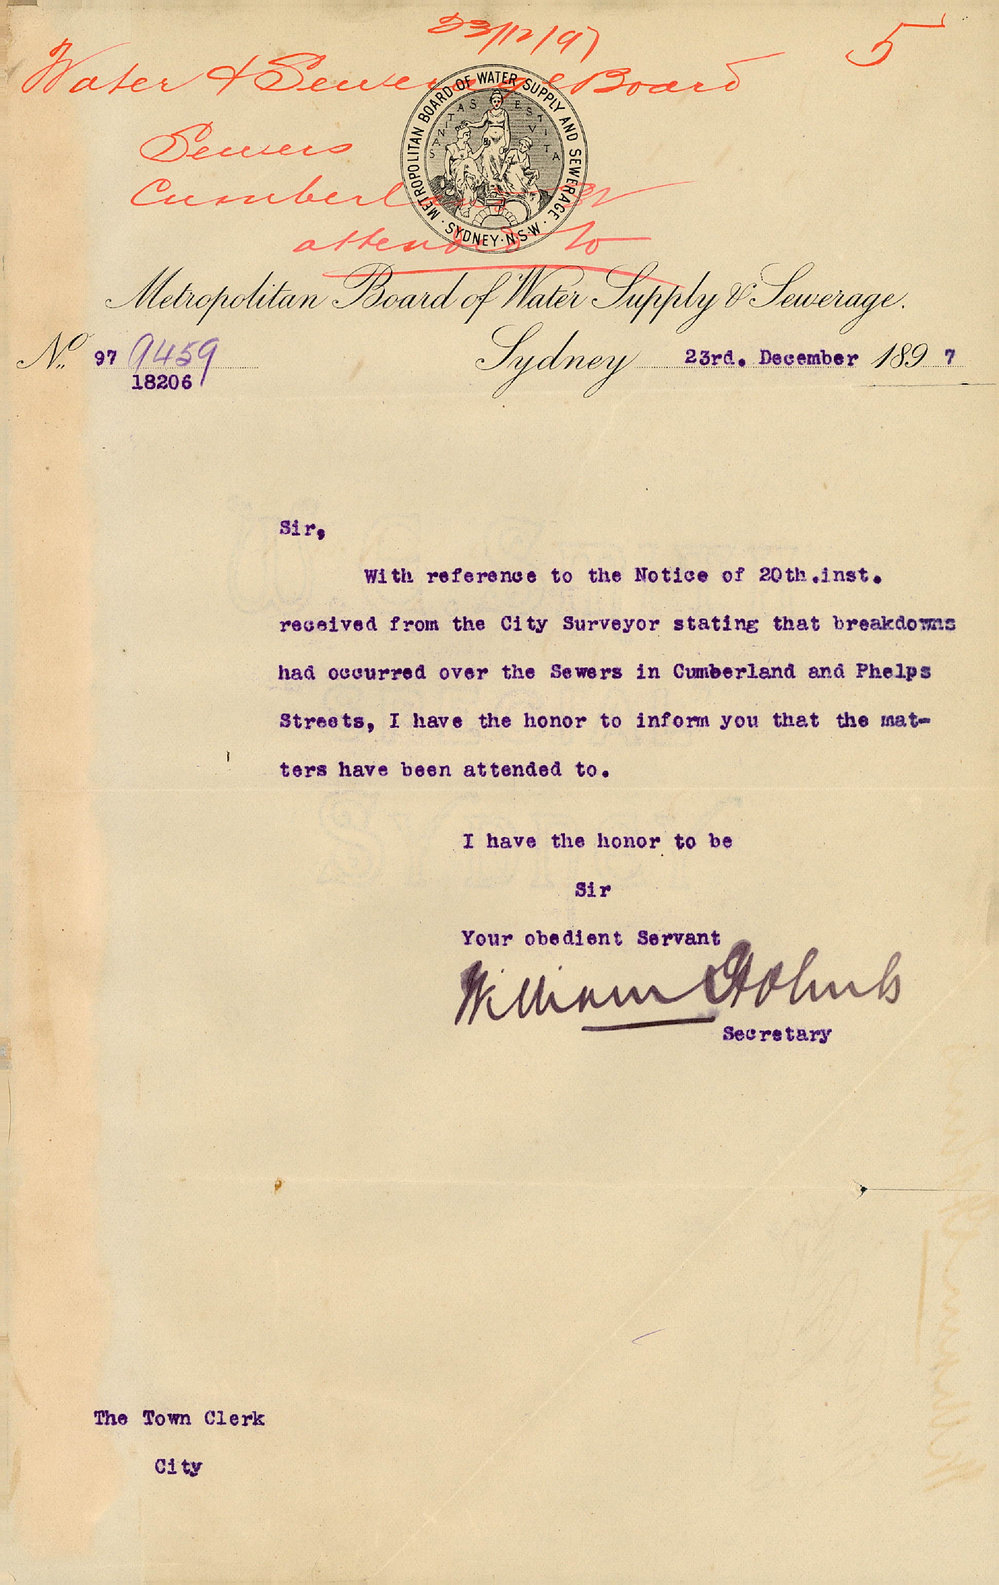 23/12/97
5
Water & Sewerage Board
Sewers
Cumberland St
attended to
METROPOLITAN BOARD OF WATER SUPPLY AND SEWERAGE.
SANITAS EST VITA
· SYDNEY · N·S·W ·
Metropolitan Board of Water Supply & Sewerage.
No. 97 9459
18206
Sydney 23rd. December 1897
Sir,
With reference to the Notice of 20th.inst.
received from the City Surveyor stating that breakdowns
had occurred over the Sewers in Cumberland and Phelps
Streets, I have the honor to inform you that the mat-
ters have been attended to.
I have the honor to be
Sir
Your obedient Servant
William Holmes
Secretary
The Town Clerk
City